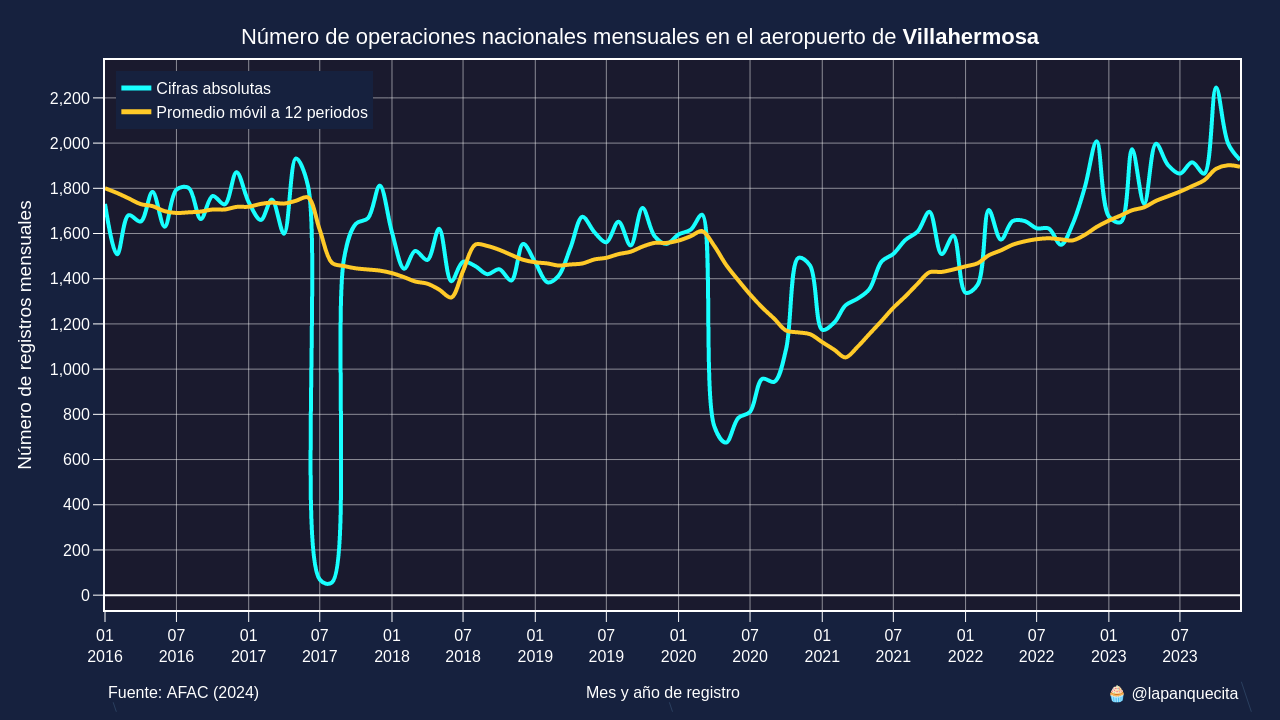 Número de operaciones nacionales mensuales en el aeropuerto de Villahermosa
Cifras absolutas
Promedio móvil a 12 periodos
Número de registros mensuales
2,200
2,000
1,800
1,600
1,400
1,200
1,000
800
600
400
200
0
01 07 01 07 01 07 01 07 01 07 01 07 01 07 01 07
2016 2016 2017 2017 2018 2018 2019 2019 2020 2020 2021 2021 2022 2022 2023 2023
Fuente: AFAC (2024) Mes y año de registro 🧁 @lapanquecita